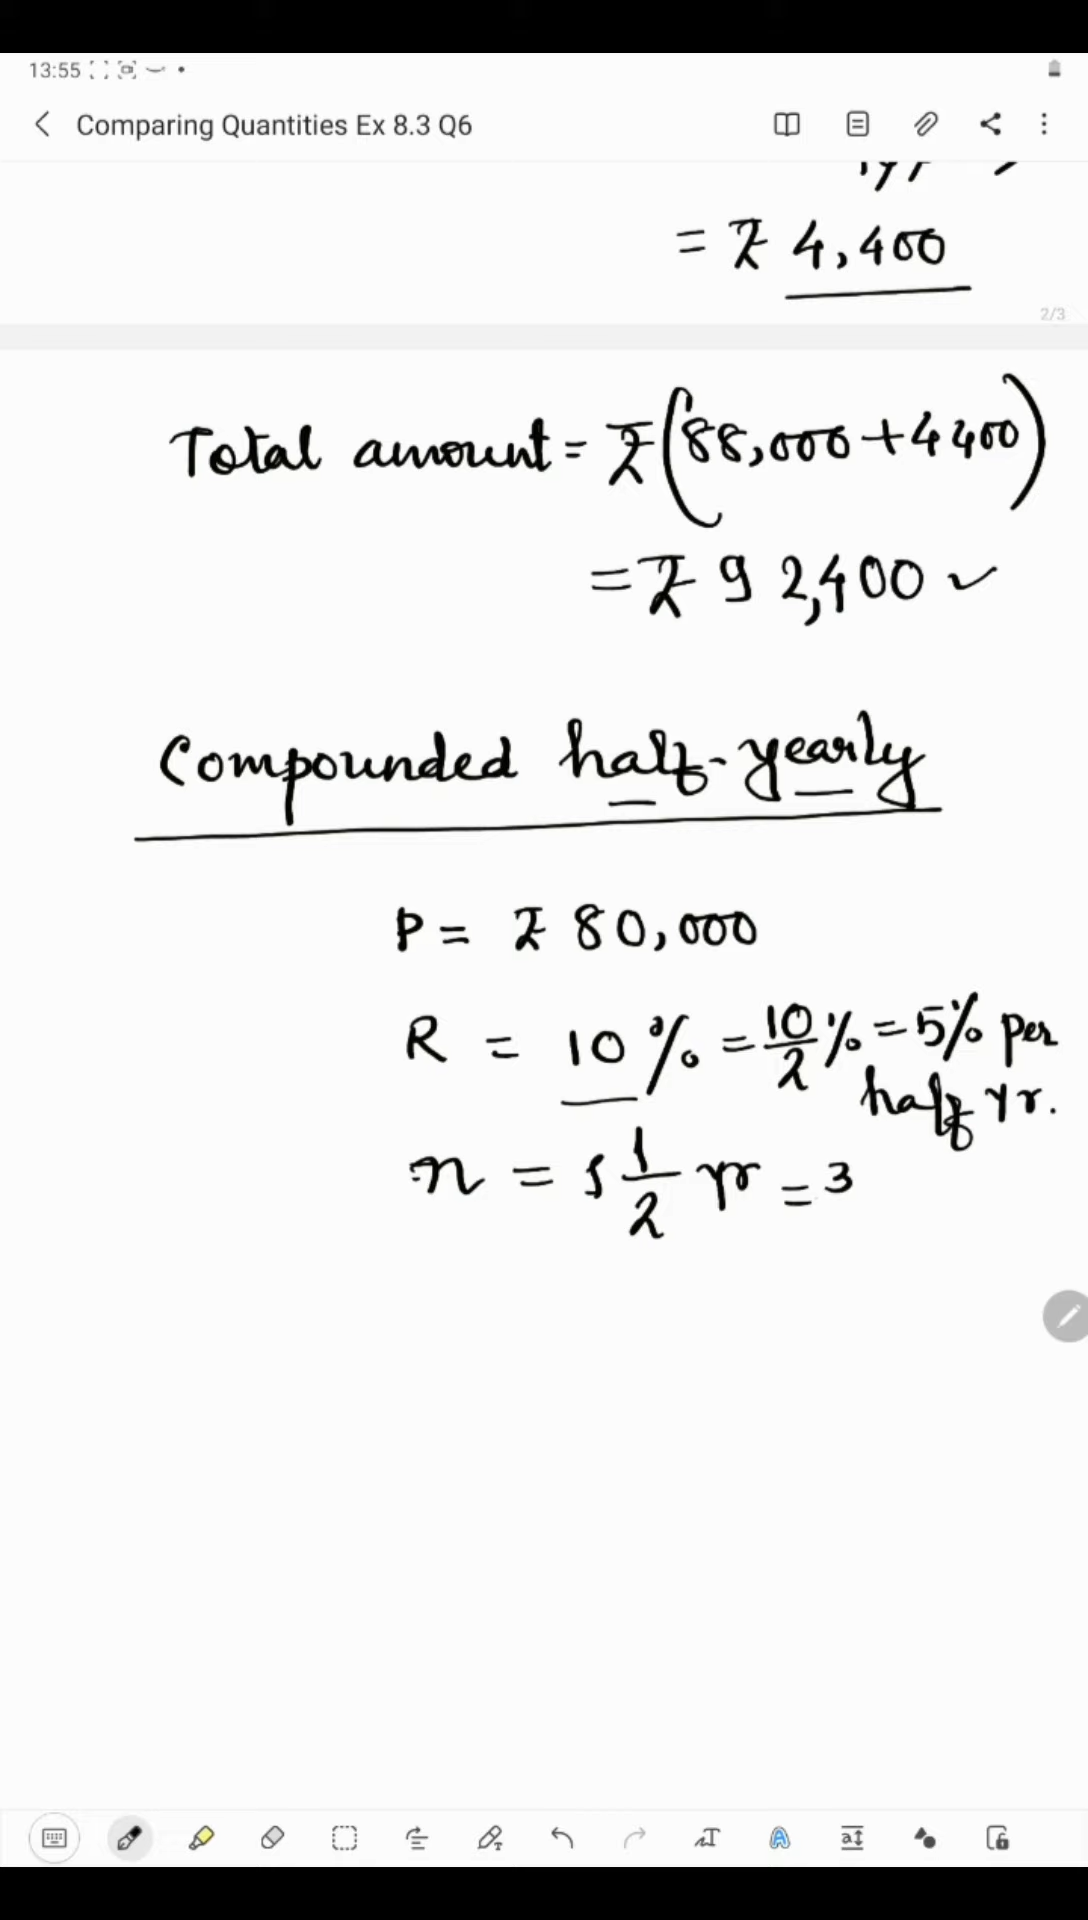 13:55
Comparing Quantities Ex 8.3 Q6
= ₹ 4,400
2/3
Total amount = ₹(88,000+4400)
= ₹ 92,400 ✓
Compounded half-yearly
P = ₹ 80,000
R = 10% = 10/2 % = 5% per
half yr.
n = 1 1/2 yr = 3